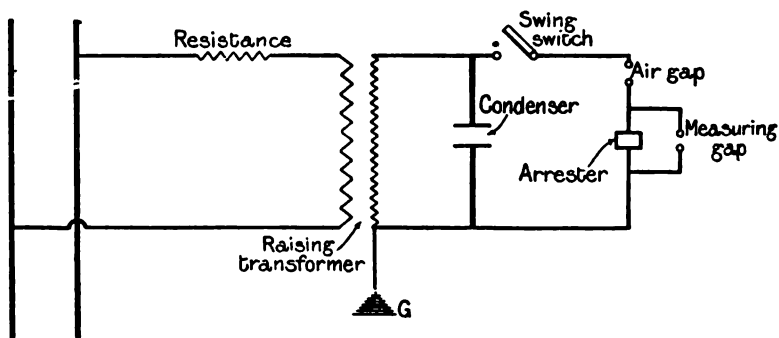 Resistance
Swing
switch
Air gap
Condenser
Measuring
gap
Arrester
Raising
transformer
G